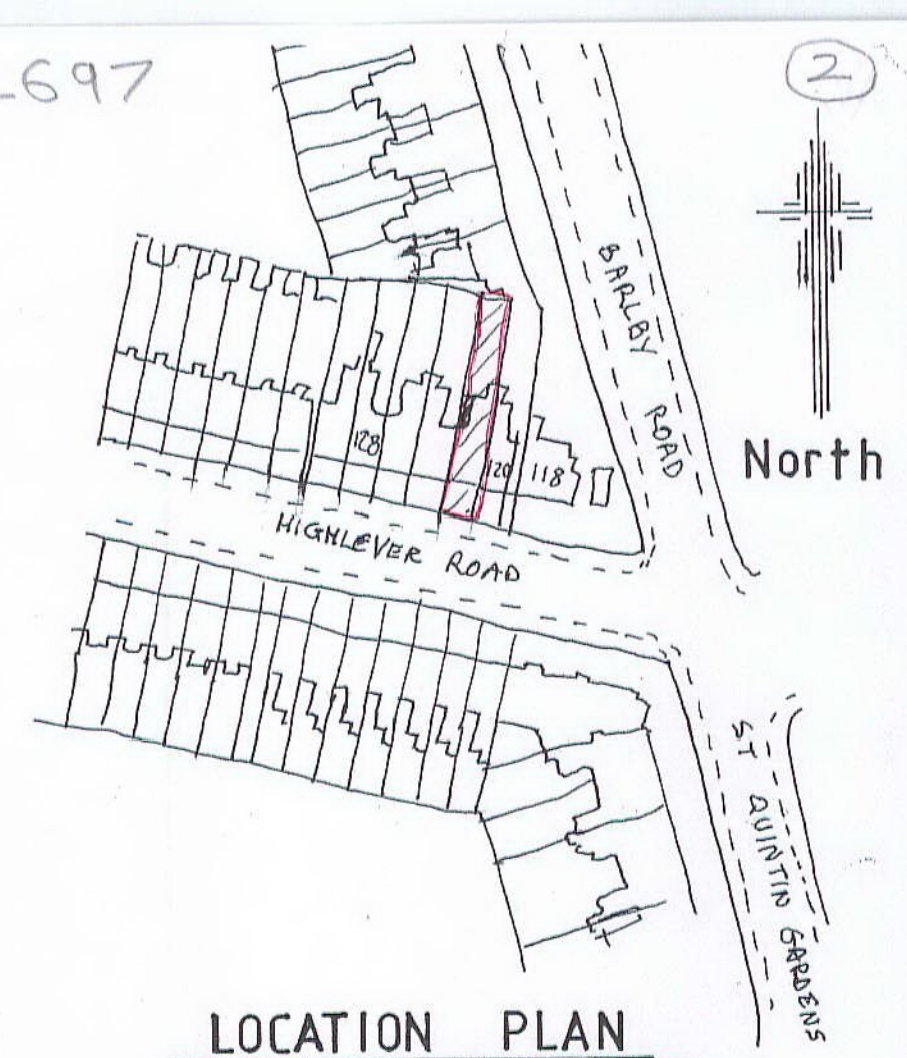 697
2
BARLBY ROAD
North
128
120
118
HIGHLEVER ROAD
ST QUINTIN GARDENS
LOCATION PLAN